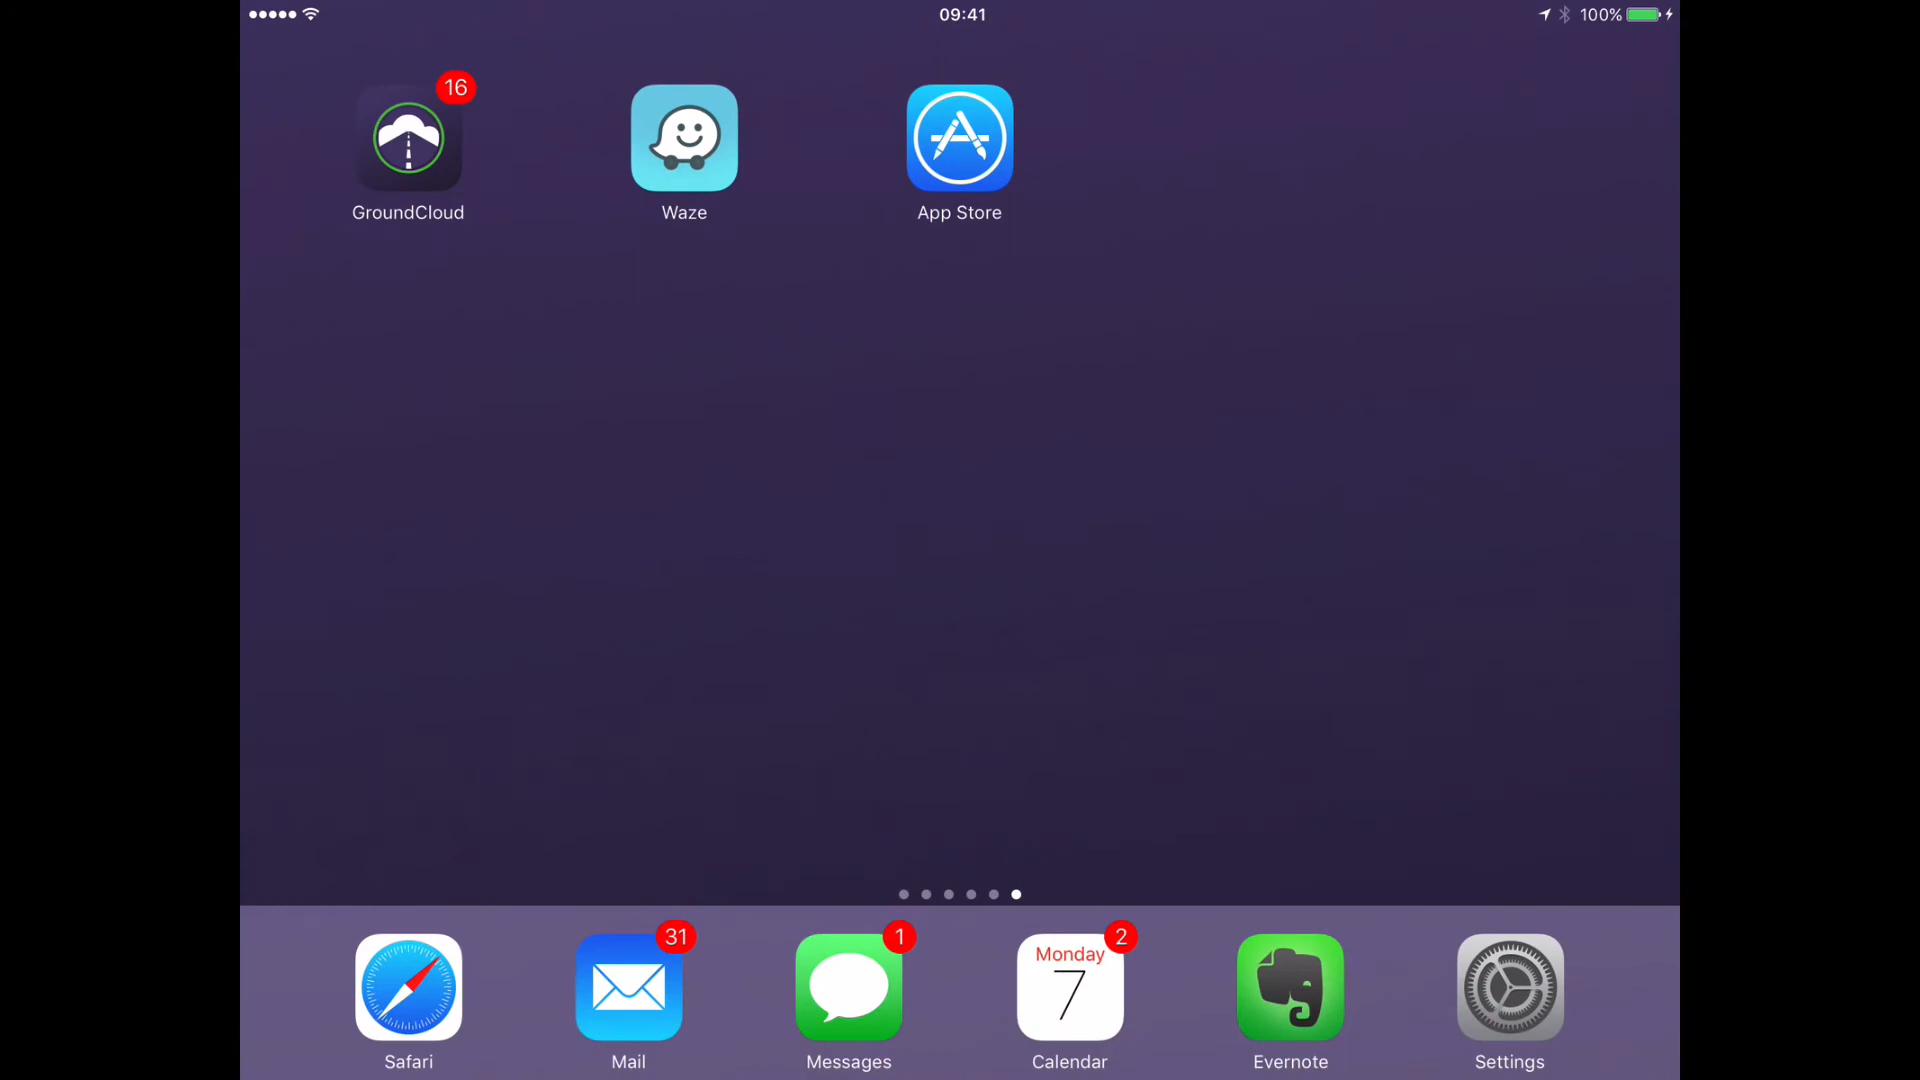 09:41
100%
16
GroundCloud
Waze
App Store
31
1
Monday
2
7
Safari
Mail
Messages
Calendar
Evernote
Settings